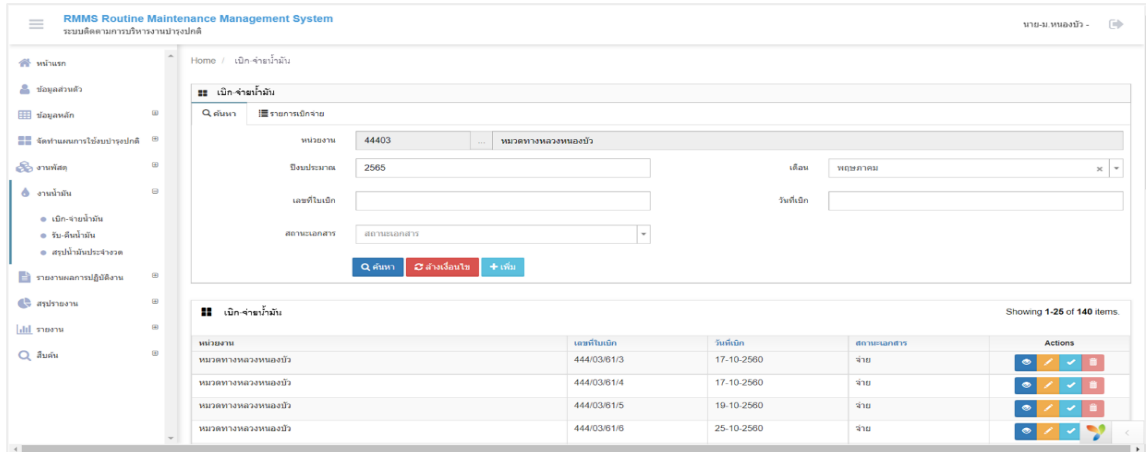 RMMS Routine Maintenance Management System
ระบบติดตามการบริหารงานบำรุงปกติ
นาย-ม.หนองบัว -
หน้าแรก
ข้อมูลส่วนตัว
ข้อมูลหลัก
จัดทำแผนการใช้งบบำรุงปกติ
งานพัสดุ
งานน้ำมัน
เบิก-จ่ายน้ำมัน
รับ-คืนน้ำมัน
สรุปน้ำมันประจำงวด
รายงานผลการปฏิบัติงาน
สรุปรายงาน
รายงาน
สืบค้น
Home / เบิก-จ่ายน้ำมัน
เบิก-จ่ายน้ำมัน
ค้นหา รายการเบิกจ่าย
หน่วยงาน 44403 ... หมวดทางหลวงหนองบัว
ปีงบประมาณ 2565 เดือน พฤษภาคม ×
เลขที่ใบเบิก วันที่เบิก
สถานะเอกสาร สถานะเอกสาร
ค้นหา ล้างเงื่อนไข + เพิ่ม
เบิก-จ่ายน้ำมัน Showing 1-25 of 140 items.
หน่วยงาน เลขที่ใบเบิก วันที่เบิก สถานะเอกสาร Actions
หมวดทางหลวงหนองบัว 444/03/61/3 17-10-2560 จ่าย
หมวดทางหลวงหนองบัว 444/03/61/4 17-10-2560 จ่าย
หมวดทางหลวงหนองบัว 444/03/61/5 19-10-2560 จ่าย
หมวดทางหลวงหนองบัว 444/03/61/6 25-10-2560 จ่าย